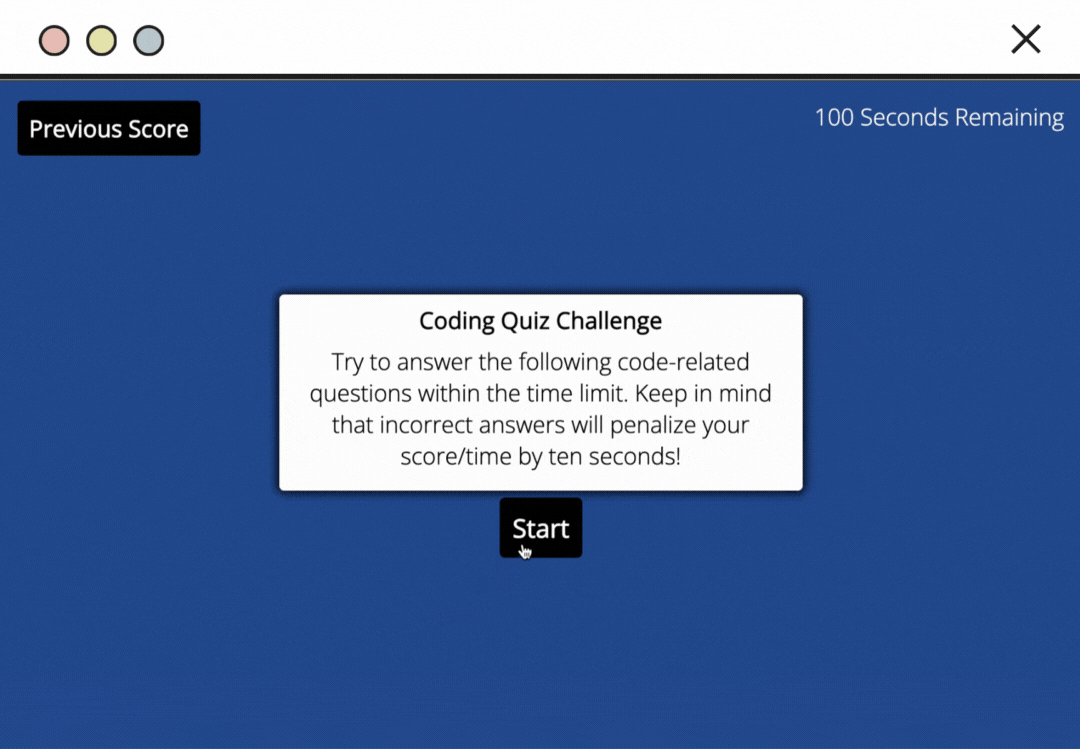 Previous Score
100 Seconds Remaining
Coding Quiz Challenge
Try to answer the following code-related
questions within the time limit. Keep in mind
that incorrect answers will penalize your
score/time by ten seconds!
Start